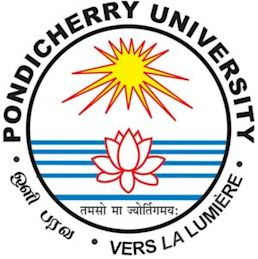 PONDICHERRY UNIVERSITY
तमसो मा ज्योर्तिगमय:
• ஒளி பரவ • VERS LA LUMIÈRE •